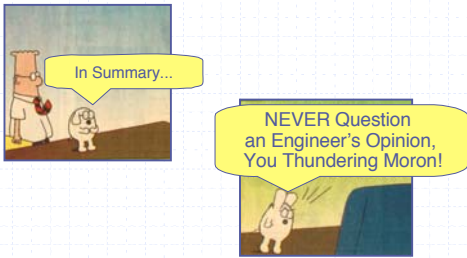 In Summary...
NEVER Question
an Engineer's Opinion,
You Thundering Moron!